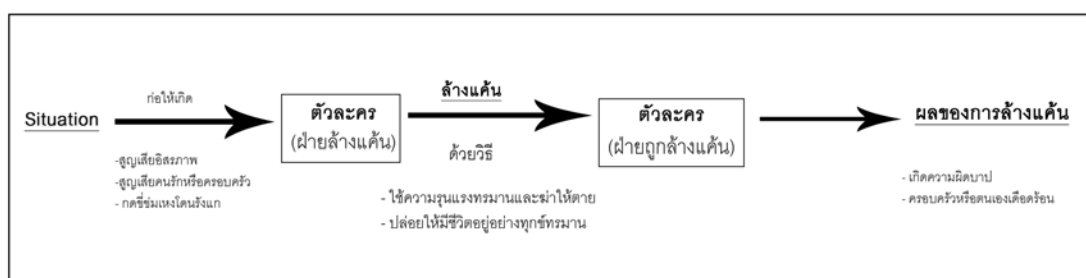 Situation
ก่อให้เกิด
-สูญเสียอิสรภาพ
-สูญเสียคนรักหรือครอบครัว
- กดขี่ข่มเหงโดนรังแก
ตัวละคร
(ฝ่ายล้างแค้น)
ล้างแค้น
ด้วยวิธี
- ใช้ความรุนแรงทรมานและฆ่าให้ตาย
- ปล่อยให้มีชีวิตอยู่อย่างทุกข์ทรมาน
ตัวละคร
(ฝ่ายถูกล้างแค้น)
ผลของการล้างแค้น
- เกิดความผิดบาป
- ครอบครัวหรือตนเองเดือดร้อน